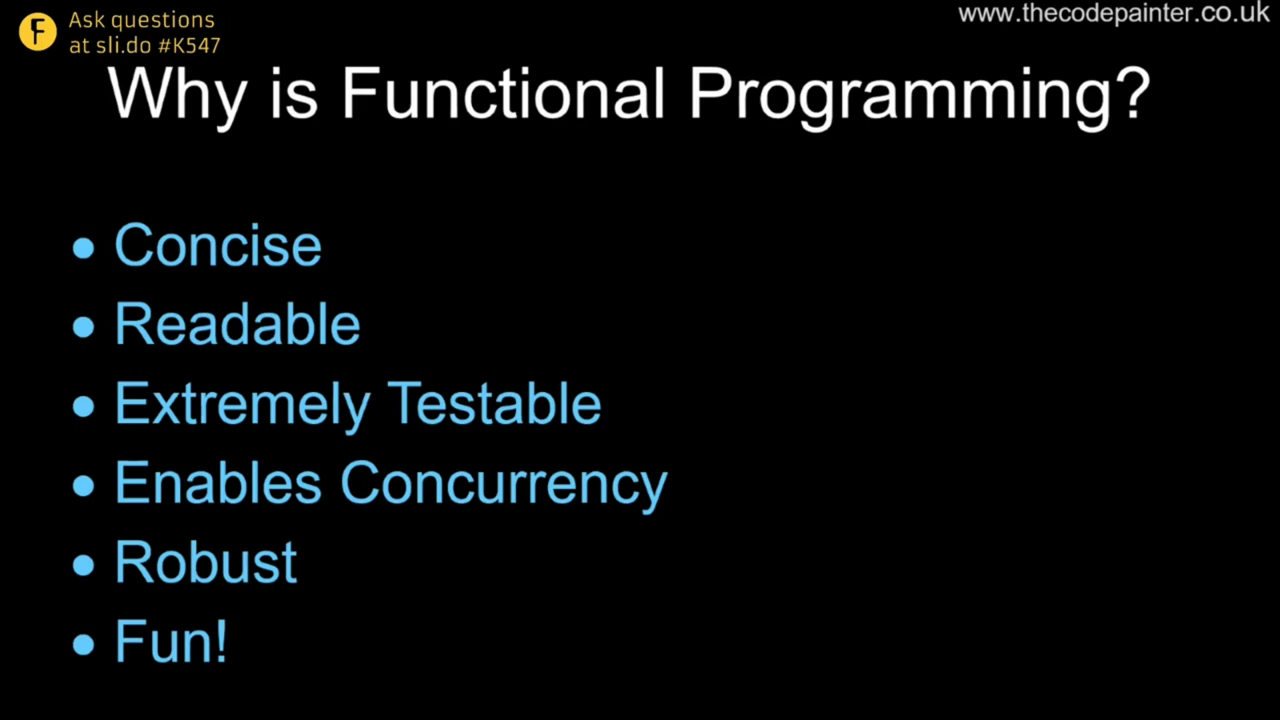 Ask questions
at sli.do #K547
www.thecodepainter.co.uk
Why is Functional Programming?
• Concise
• Readable
• Extremely Testable
• Enables Concurrency
• Robust
• Fun!